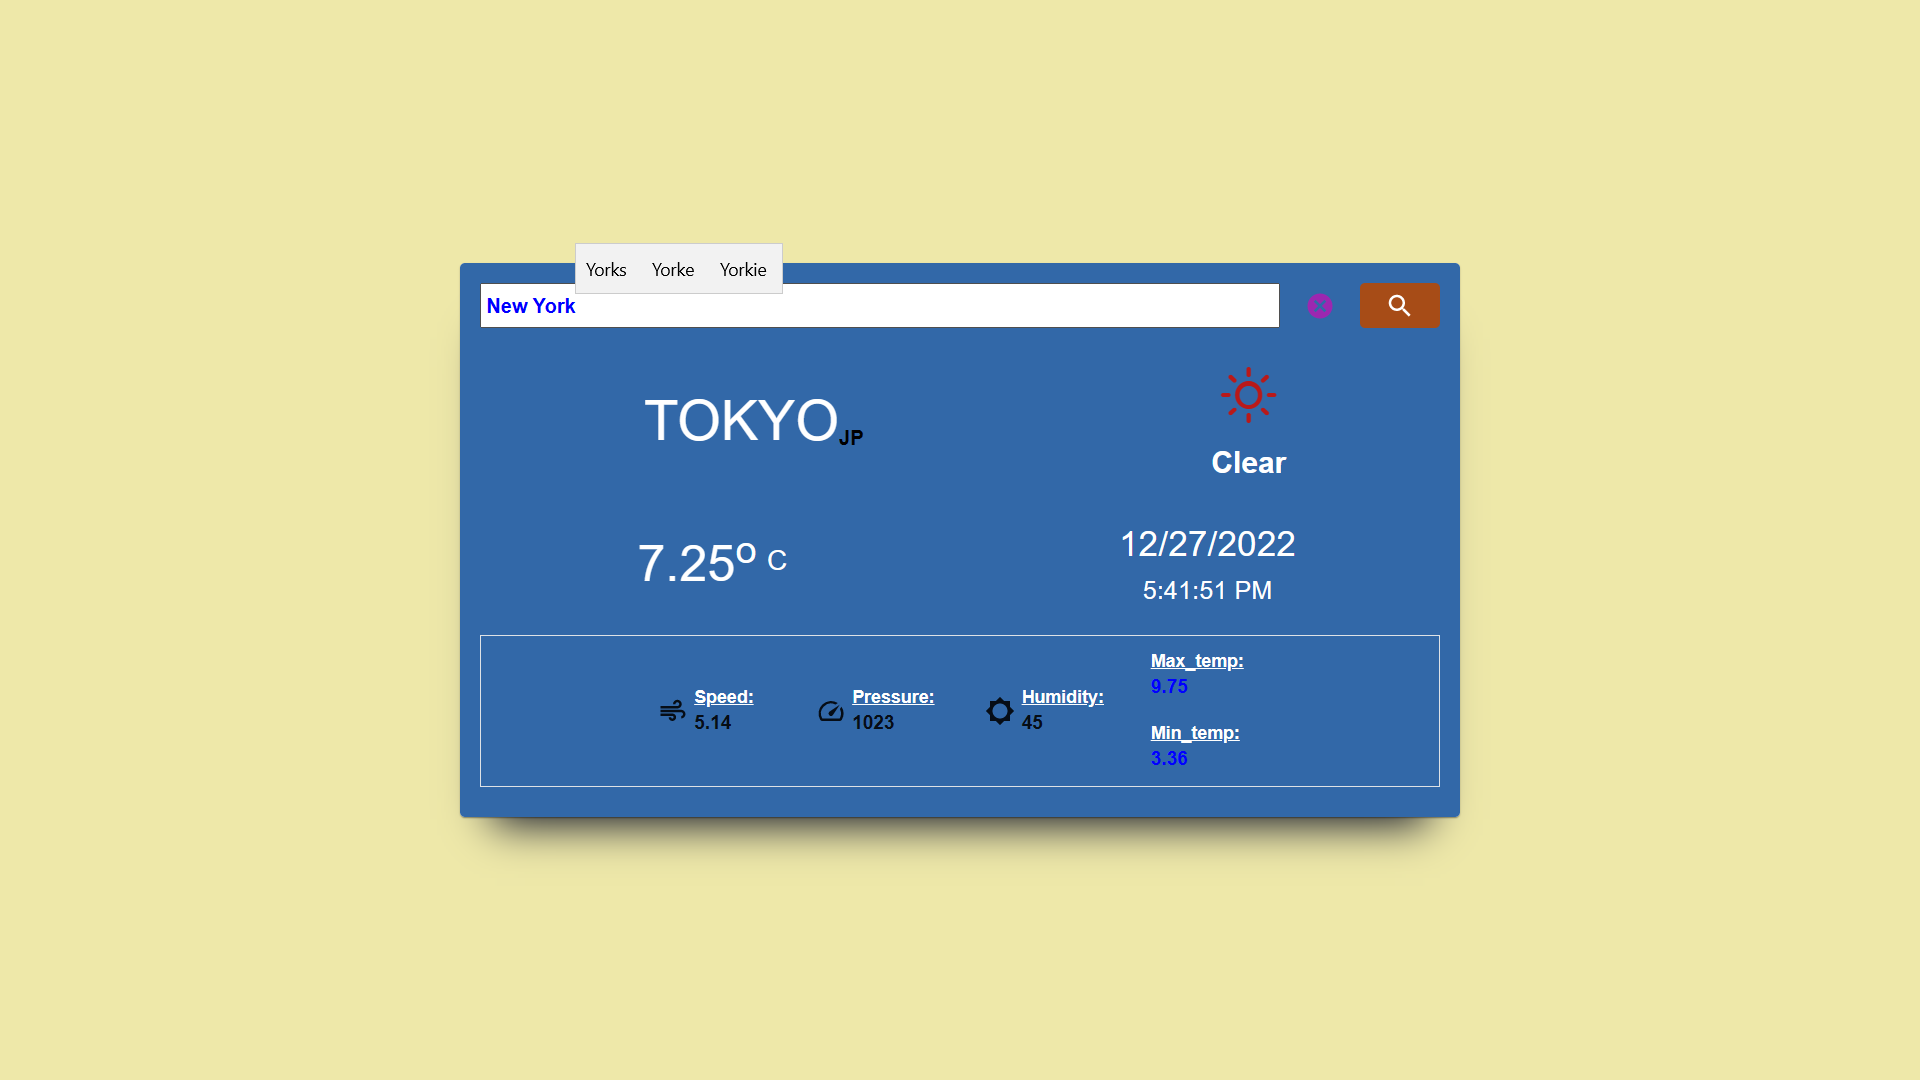 Yorks Yorke Yorkie
New York
TOKYO JP
Clear
7.25º C
12/27/2022
5:41:51 PM
Speed:
5.14
Pressure:
1023
Humidity:
45
Max_temp:
9.75
Min_temp:
3.36